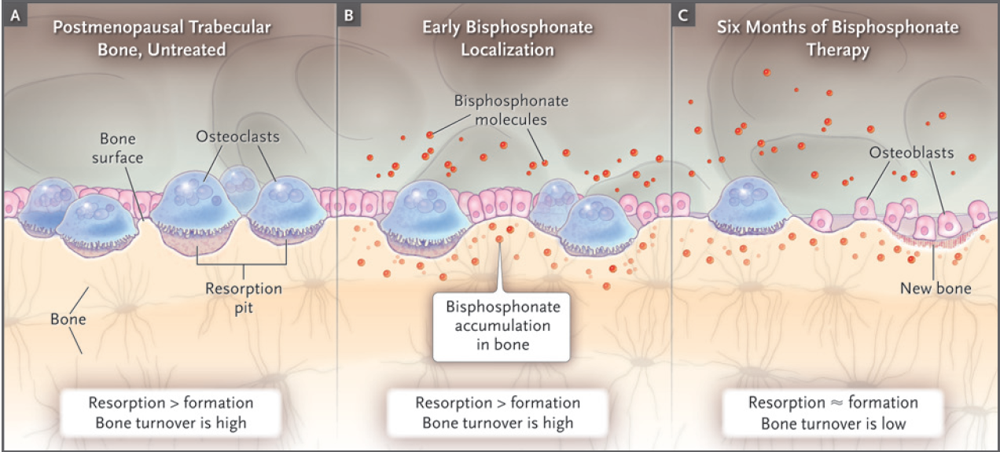 A
Postmenopausal Trabecular
Bone, Untreated
Bone
surface
Osteoclasts
Resorption
pit
Bone
Resorption > formation
Bone turnover is high
B
Early Bisphosphonate
Localization
Bisphosphonate
molecules
Bisphosphonate
accumulation
in bone
Resorption > formation
Bone turnover is high
C
Six Months of Bisphosphonate
Therapy
Osteoblasts
New bone
Resorption ≈ formation
Bone turnover is low